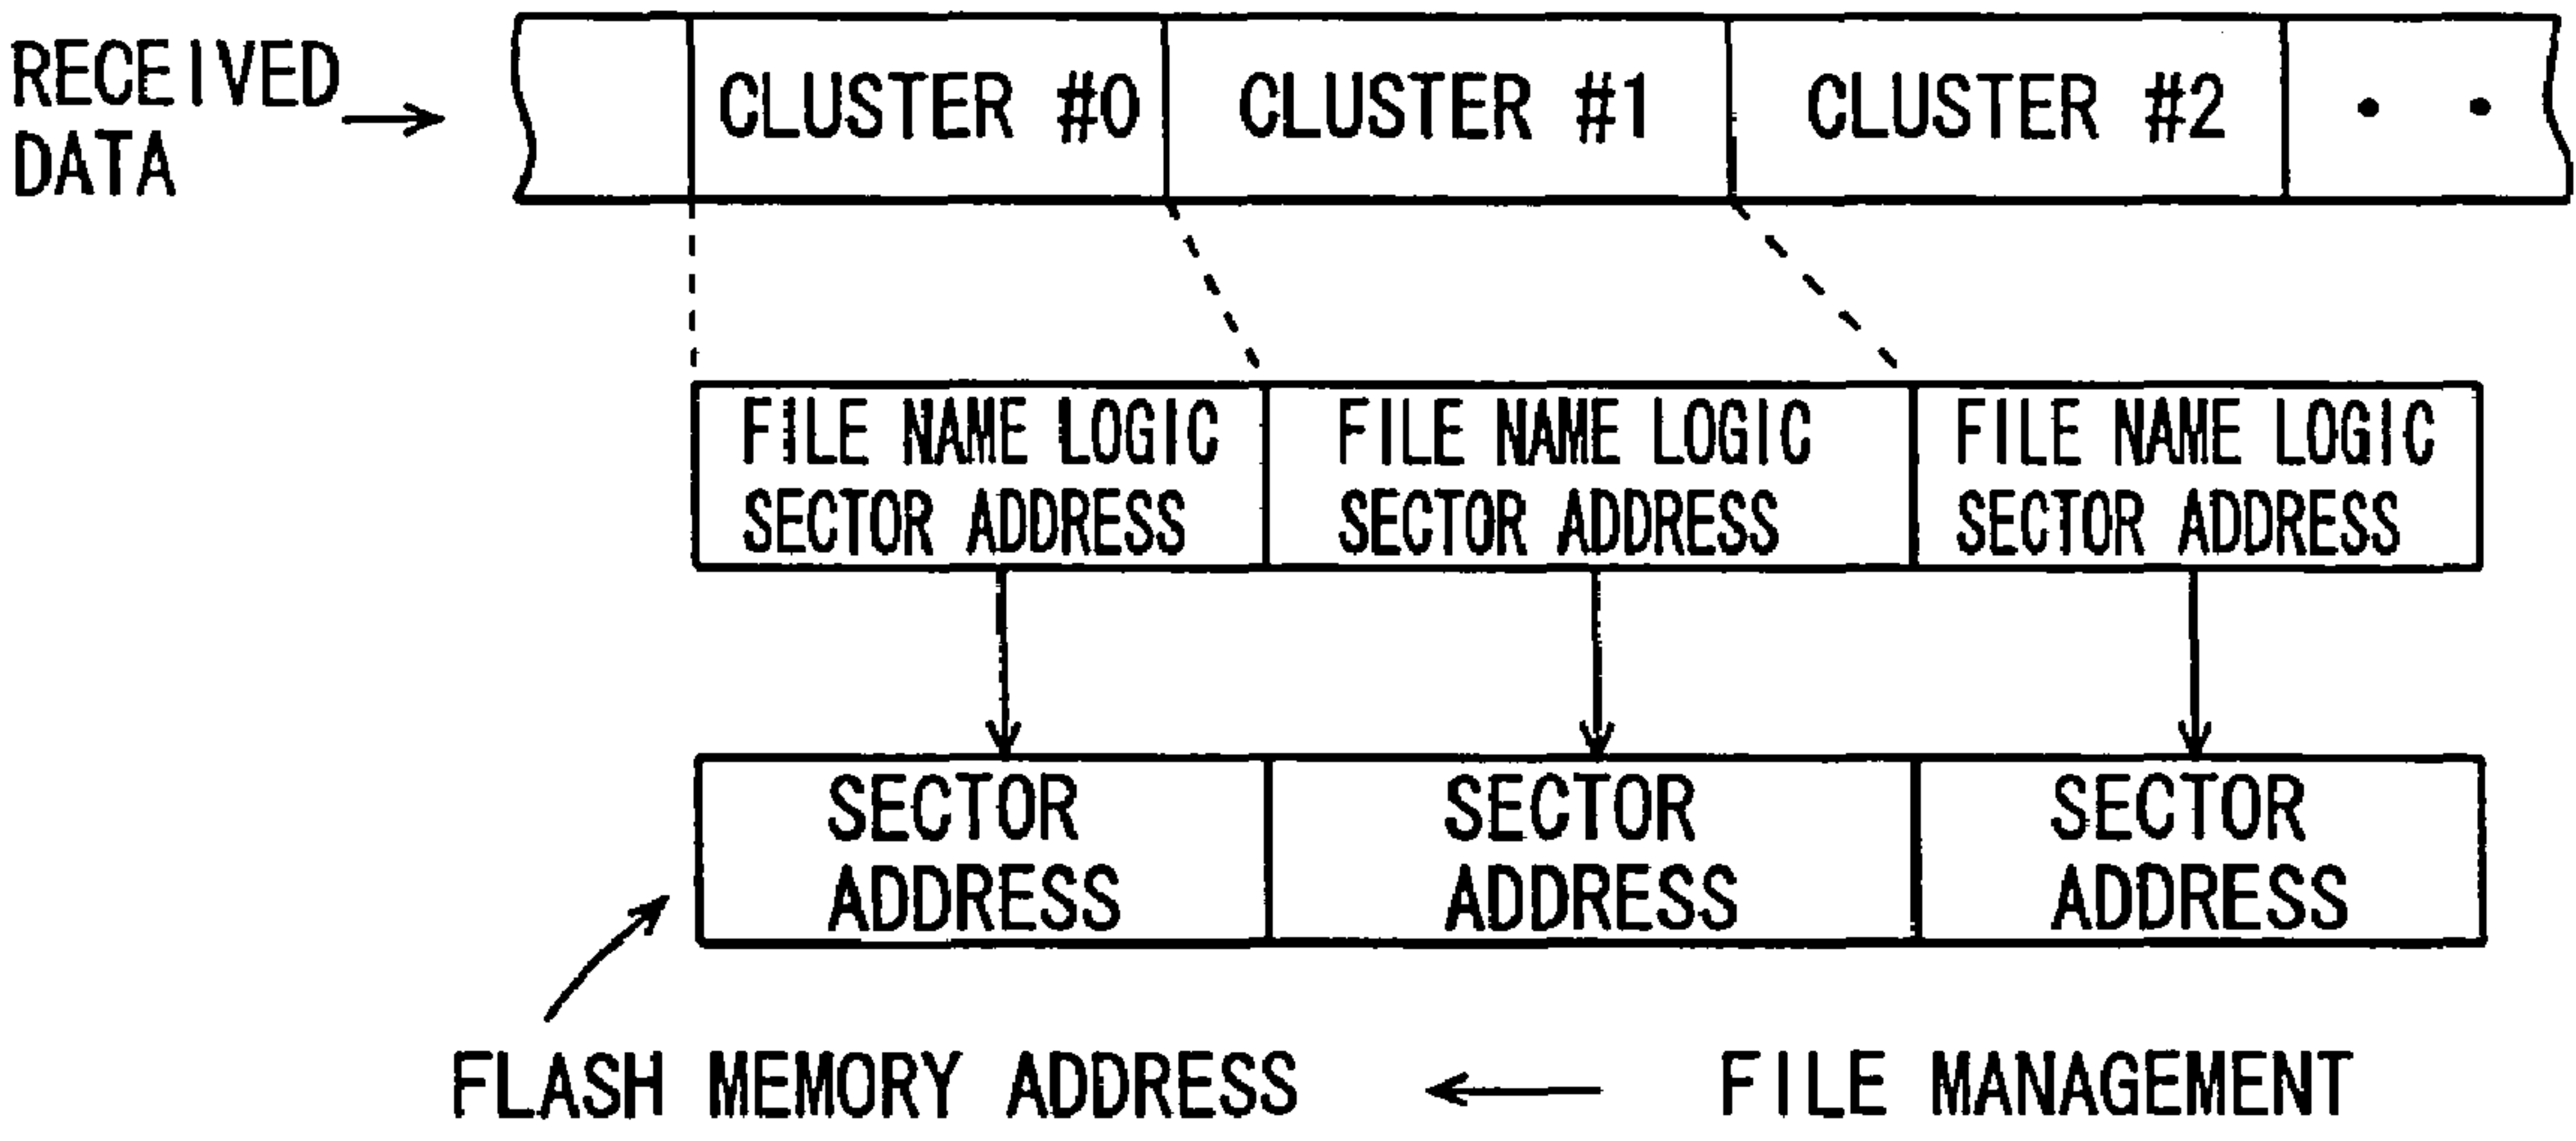 RECEIVED
DATA
CLUSTER #0
CLUSTER #1
CLUSTER #2
• •
FILE NAME LOGIC
SECTOR ADDRESS
FILE NAME LOGIC
SECTOR ADDRESS
FILE NAME LOGIC
SECTOR ADDRESS
SECTOR
ADDRESS
SECTOR
ADDRESS
SECTOR
ADDRESS
FLASH MEMORY ADDRESS
FILE MANAGEMENT